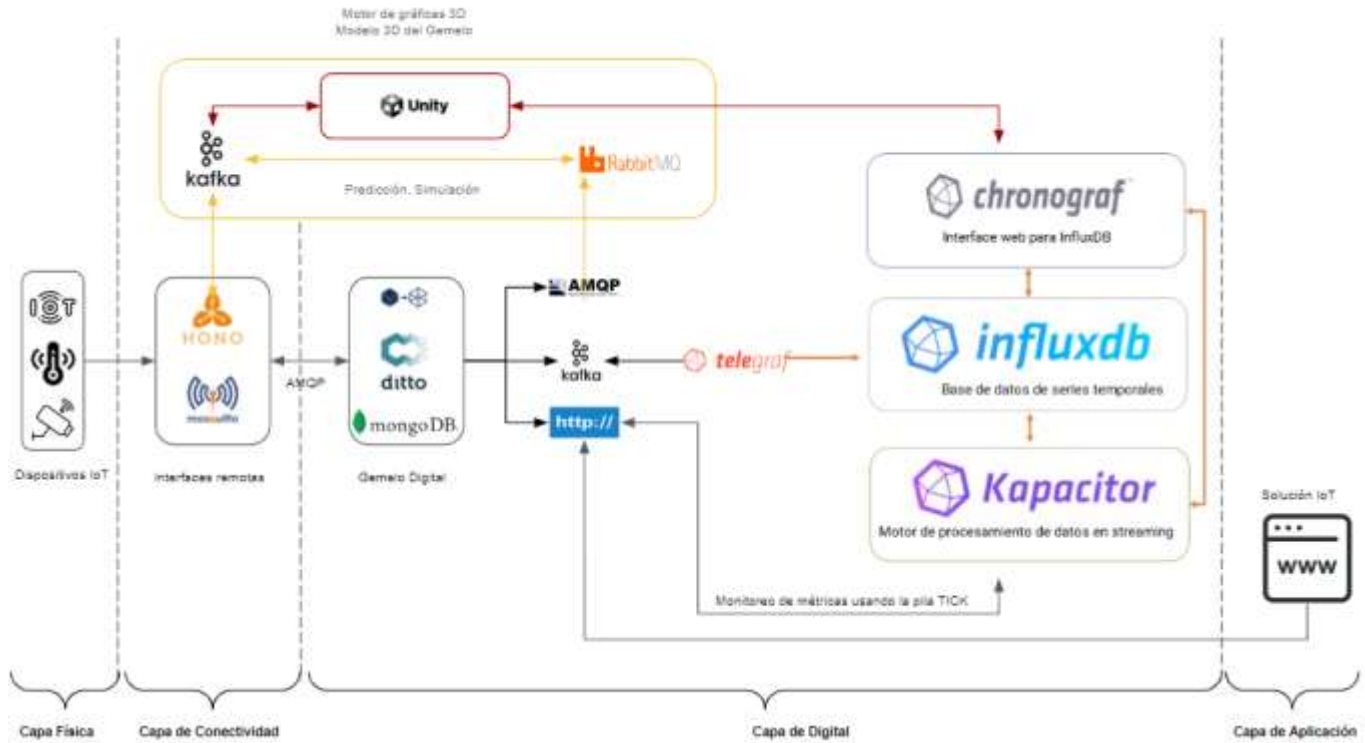 Motor de gráficas 3D
Modelo 3D del Gemelo
Unity
kafka
RabbitMQ
Predicción, Simulación
chronograf
Interface web para InfluxDB
IOT
HONO
mosquitto
AMQP
ditto
mongoDB
AMQP
kafka
http://
telegraf
influxdb
Base de datos de series temporales
Kapacitor
Motor de procesamiento de datos en streaming
Dispositivos IoT
Interfaces remotas
Gemelo Digital
Solución IoT
WWW
Monitoreo de métricas usando la pila TICK
Capa Física
Capa de Conectividad
Capa de Digital
Capa de Aplicación